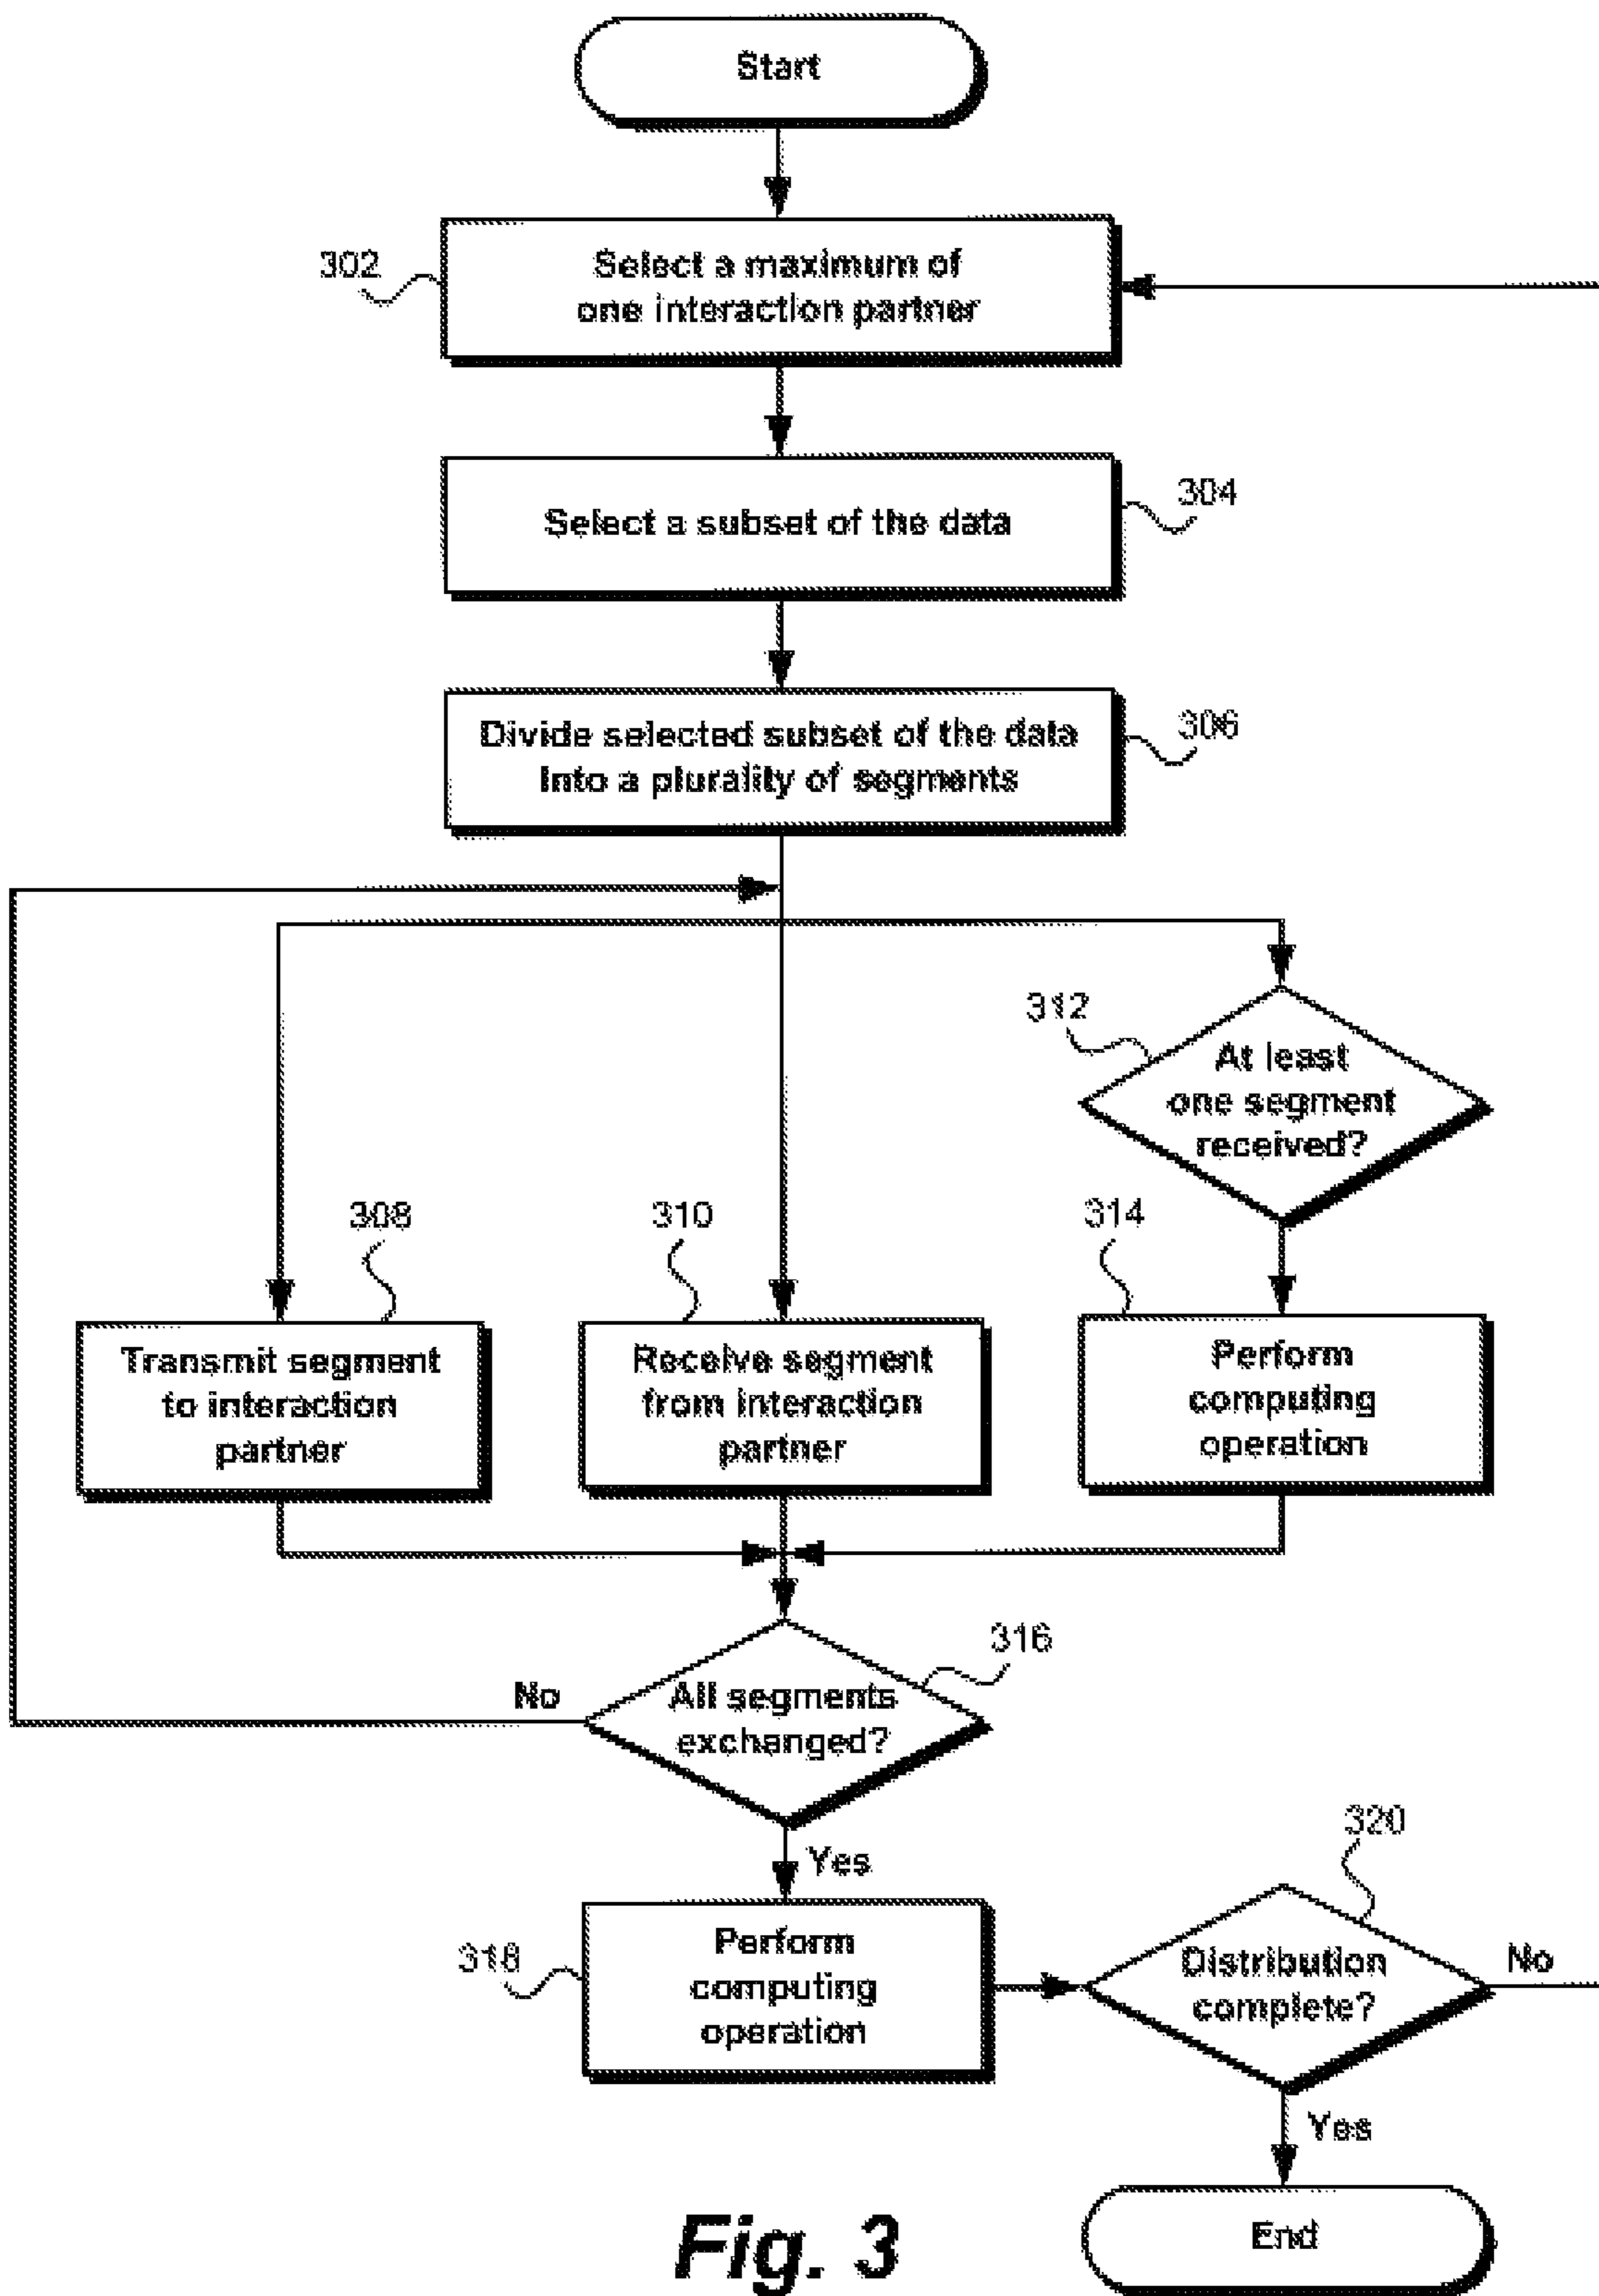 Start
302
Select a maximum of
one interaction partner
304
Select a subset of the data
306
Divide selected subset of the data
into a plurality of segments
312
At least
one segment
received?
308
310
314
Transmit segment
to interaction
partner
Receive segment
from interaction
partner
Perform
computing
operation
316
No
All segments
exchanged?
Yes
320
318
Perform
computing
operation
Distribution
complete?
No
Yes
End
Fig. 3